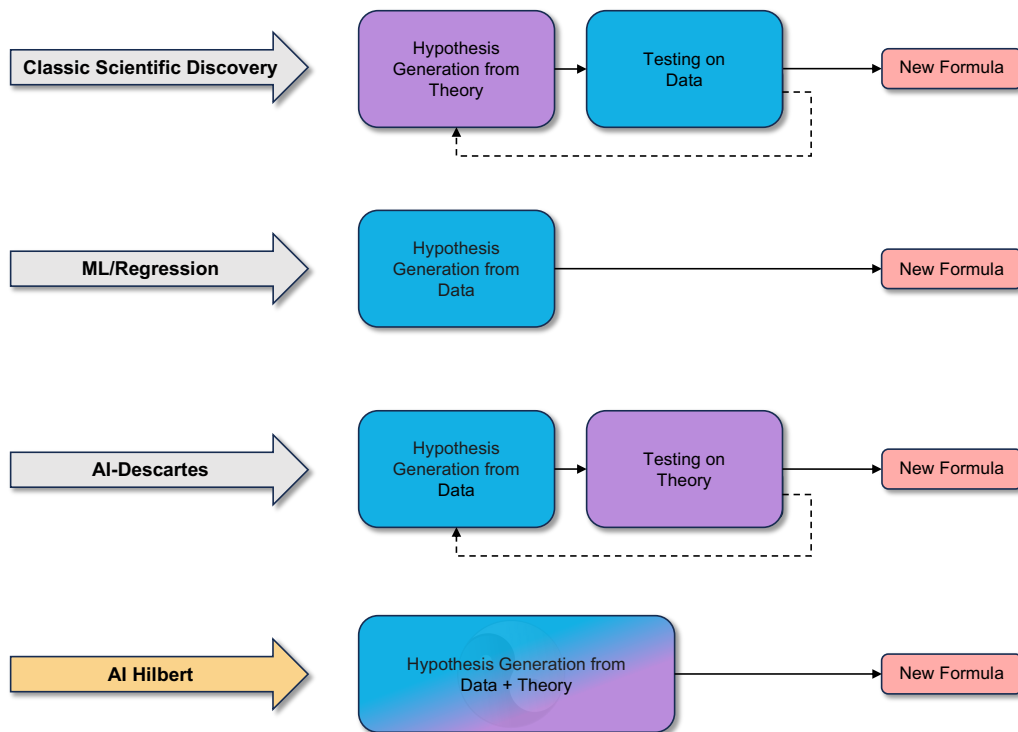 Classic Scientific Discovery
Hypothesis
Generation from
Theory
Testing on
Data
New Formula
ML/Regression
Hypothesis
Generation from
Data
New Formula
AI-Descartes
Hypothesis
Generation from
Data
Testing on
Theory
New Formula
AI Hilbert
Hypothesis Generation from
Data + Theory
New Formula